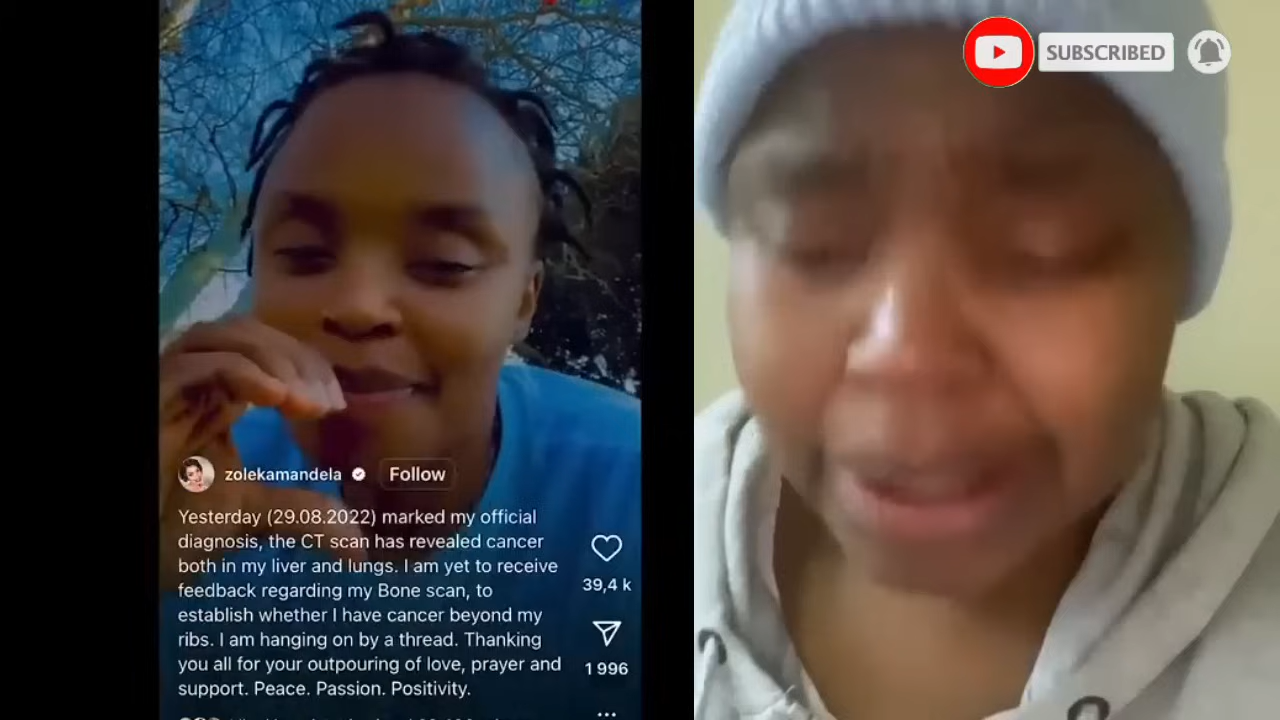 SUBSCRIBED
zolekamandela Follow
Yesterday (29.08.2022) marked my official
diagnosis, the CT scan has revealed cancer
both in my liver and lungs. I am yet to receive
feedback regarding my Bone scan, to
establish whether I have cancer beyond my
ribs. I am hanging on by a thread. Thanking
you all for your outpouring of love, prayer and
support. Peace. Passion. Positivity.
39,4 k
1 996